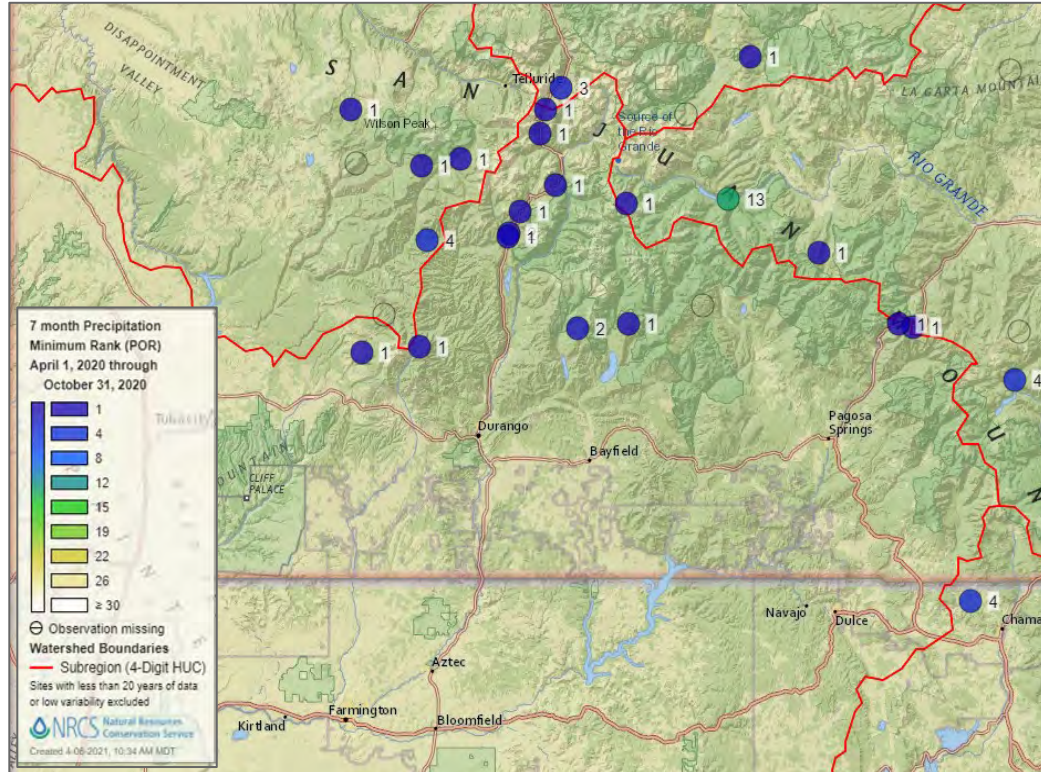 DISAPPOINTMENT
VALLEY
S A N
J U N
O U N
Telluride
3
1
1
LA GARITA MOUNTAI
1
Wilson Peak
1
1
Source of
the Rio
Grande
1
1
1
RIO GRANDE
1
1
13
1
4
1
1
1
2
1
1
1
1
4
Durango
Bayfield
Pagosa
Springs
CLIFF
PALACE
OUNTAIN
7 month Precipitation
Minimum Rank (POR)
April 1, 2020 through
October 31, 2020
1
4
8
12
15
19
22
26
≥ 30
Observation missing
Watershed Boundaries
Subregion (4-Digit HUC)
Sites with less than 20 years of data
or low variability excluded
NRCS Natural Resources
Conservation Service
Created 4-06-2021, 10:34 AM MDT
4
Navajo
Dulce
Chama
Aztec
Kirtland
Farmington
Bloomfield